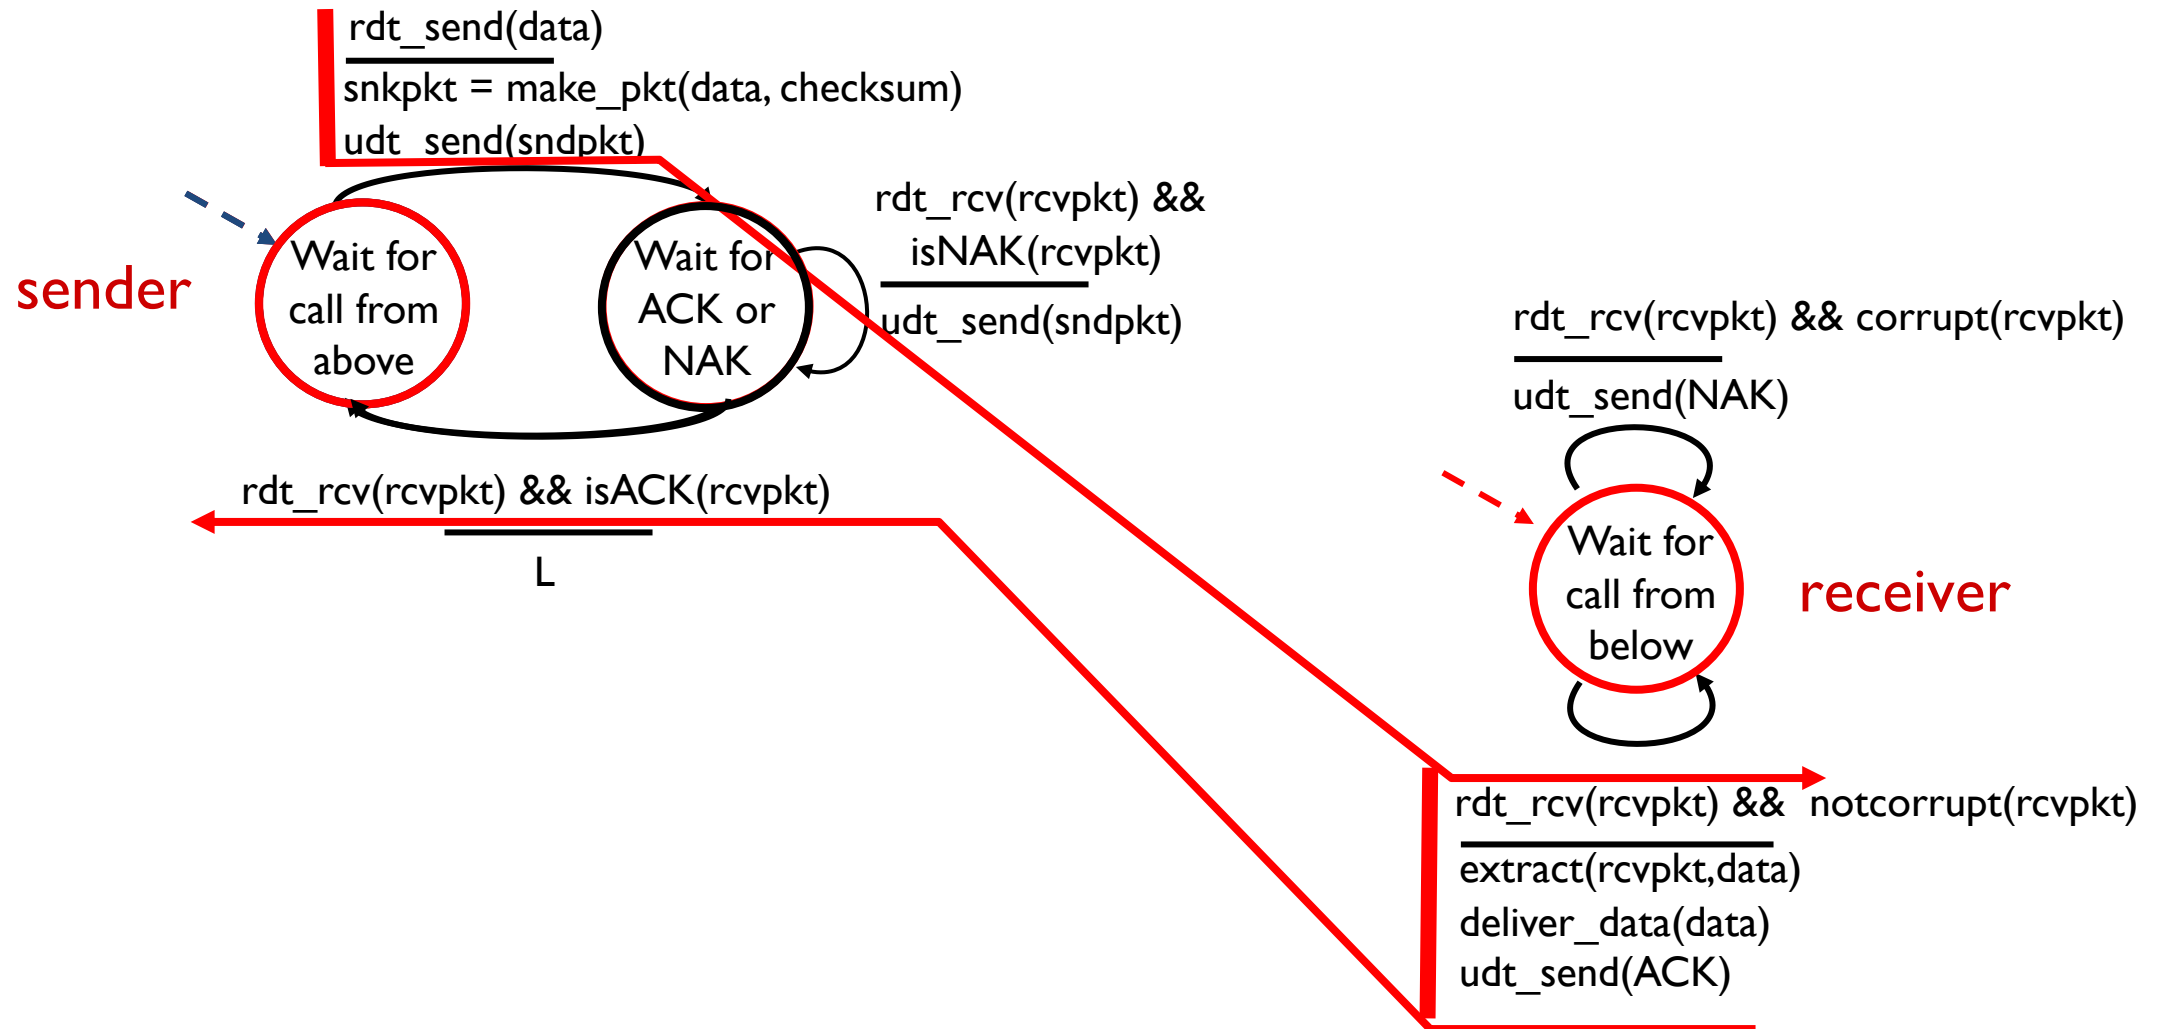 rdt_send(data)
snkpkt = make_pkt(data, checksum)
udt_send(sndpkt)
sender
Wait for
call from
above
Wait for
ACK or
NAK
rdt_rcv(rcvpkt) &&
isNAK(rcvpkt)
udt_send(sndpkt)
rdt_rcv(rcvpkt) && isACK(rcvpkt)
L
rdt_rcv(rcvpkt) && corrupt(rcvpkt)
udt_send(NAK)
Wait for
call from
below
receiver
rdt_rcv(rcvpkt) && notcorrupt(rcvpkt)
extract(rcvpkt,data)
deliver_data(data)
udt_send(ACK)